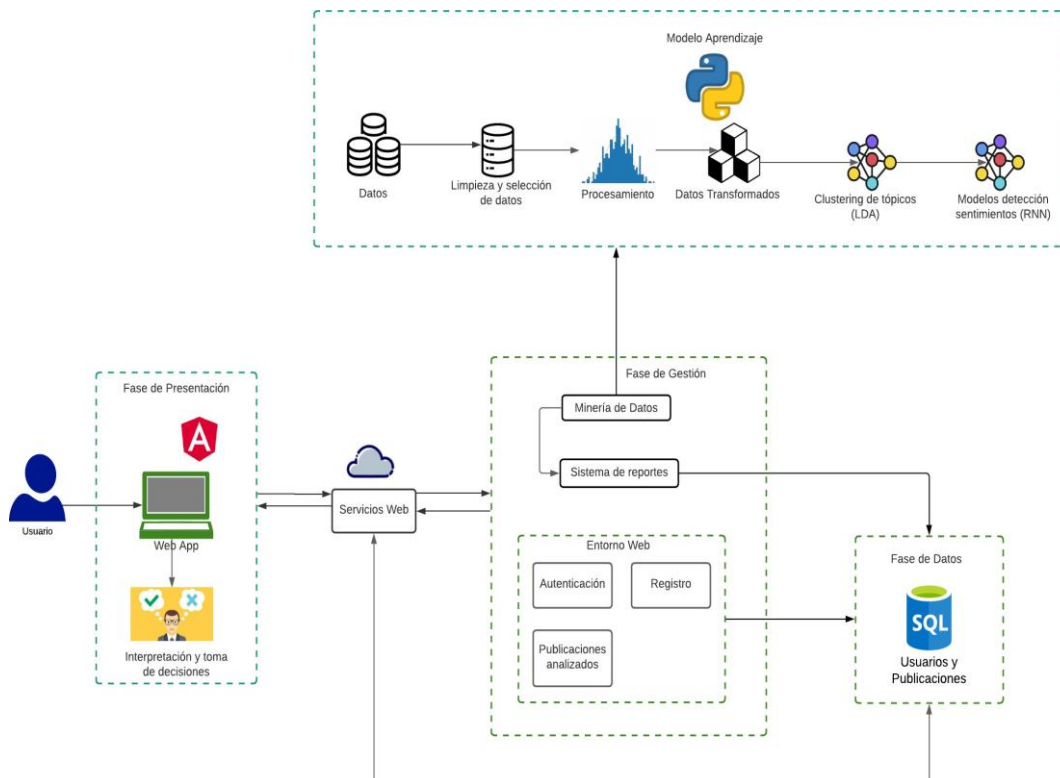 Modelo Aprendizaje
Datos
Limpieza y selección
de datos
Procesamiento
Datos Transformados
Clustering de tópicos
(LDA)
Modelos detección
sentimientos (RNN)
Fase de Presentación
Usuario
Web App
Interpretación y toma
de decisiones
Servicios Web
Fase de Gestión
Minería de Datos
Sistema de reportes
Entorno Web
Autenticación
Registro
Publicaciones
analizados
Fase de Datos
SQL
Usuarios y
Publicaciones